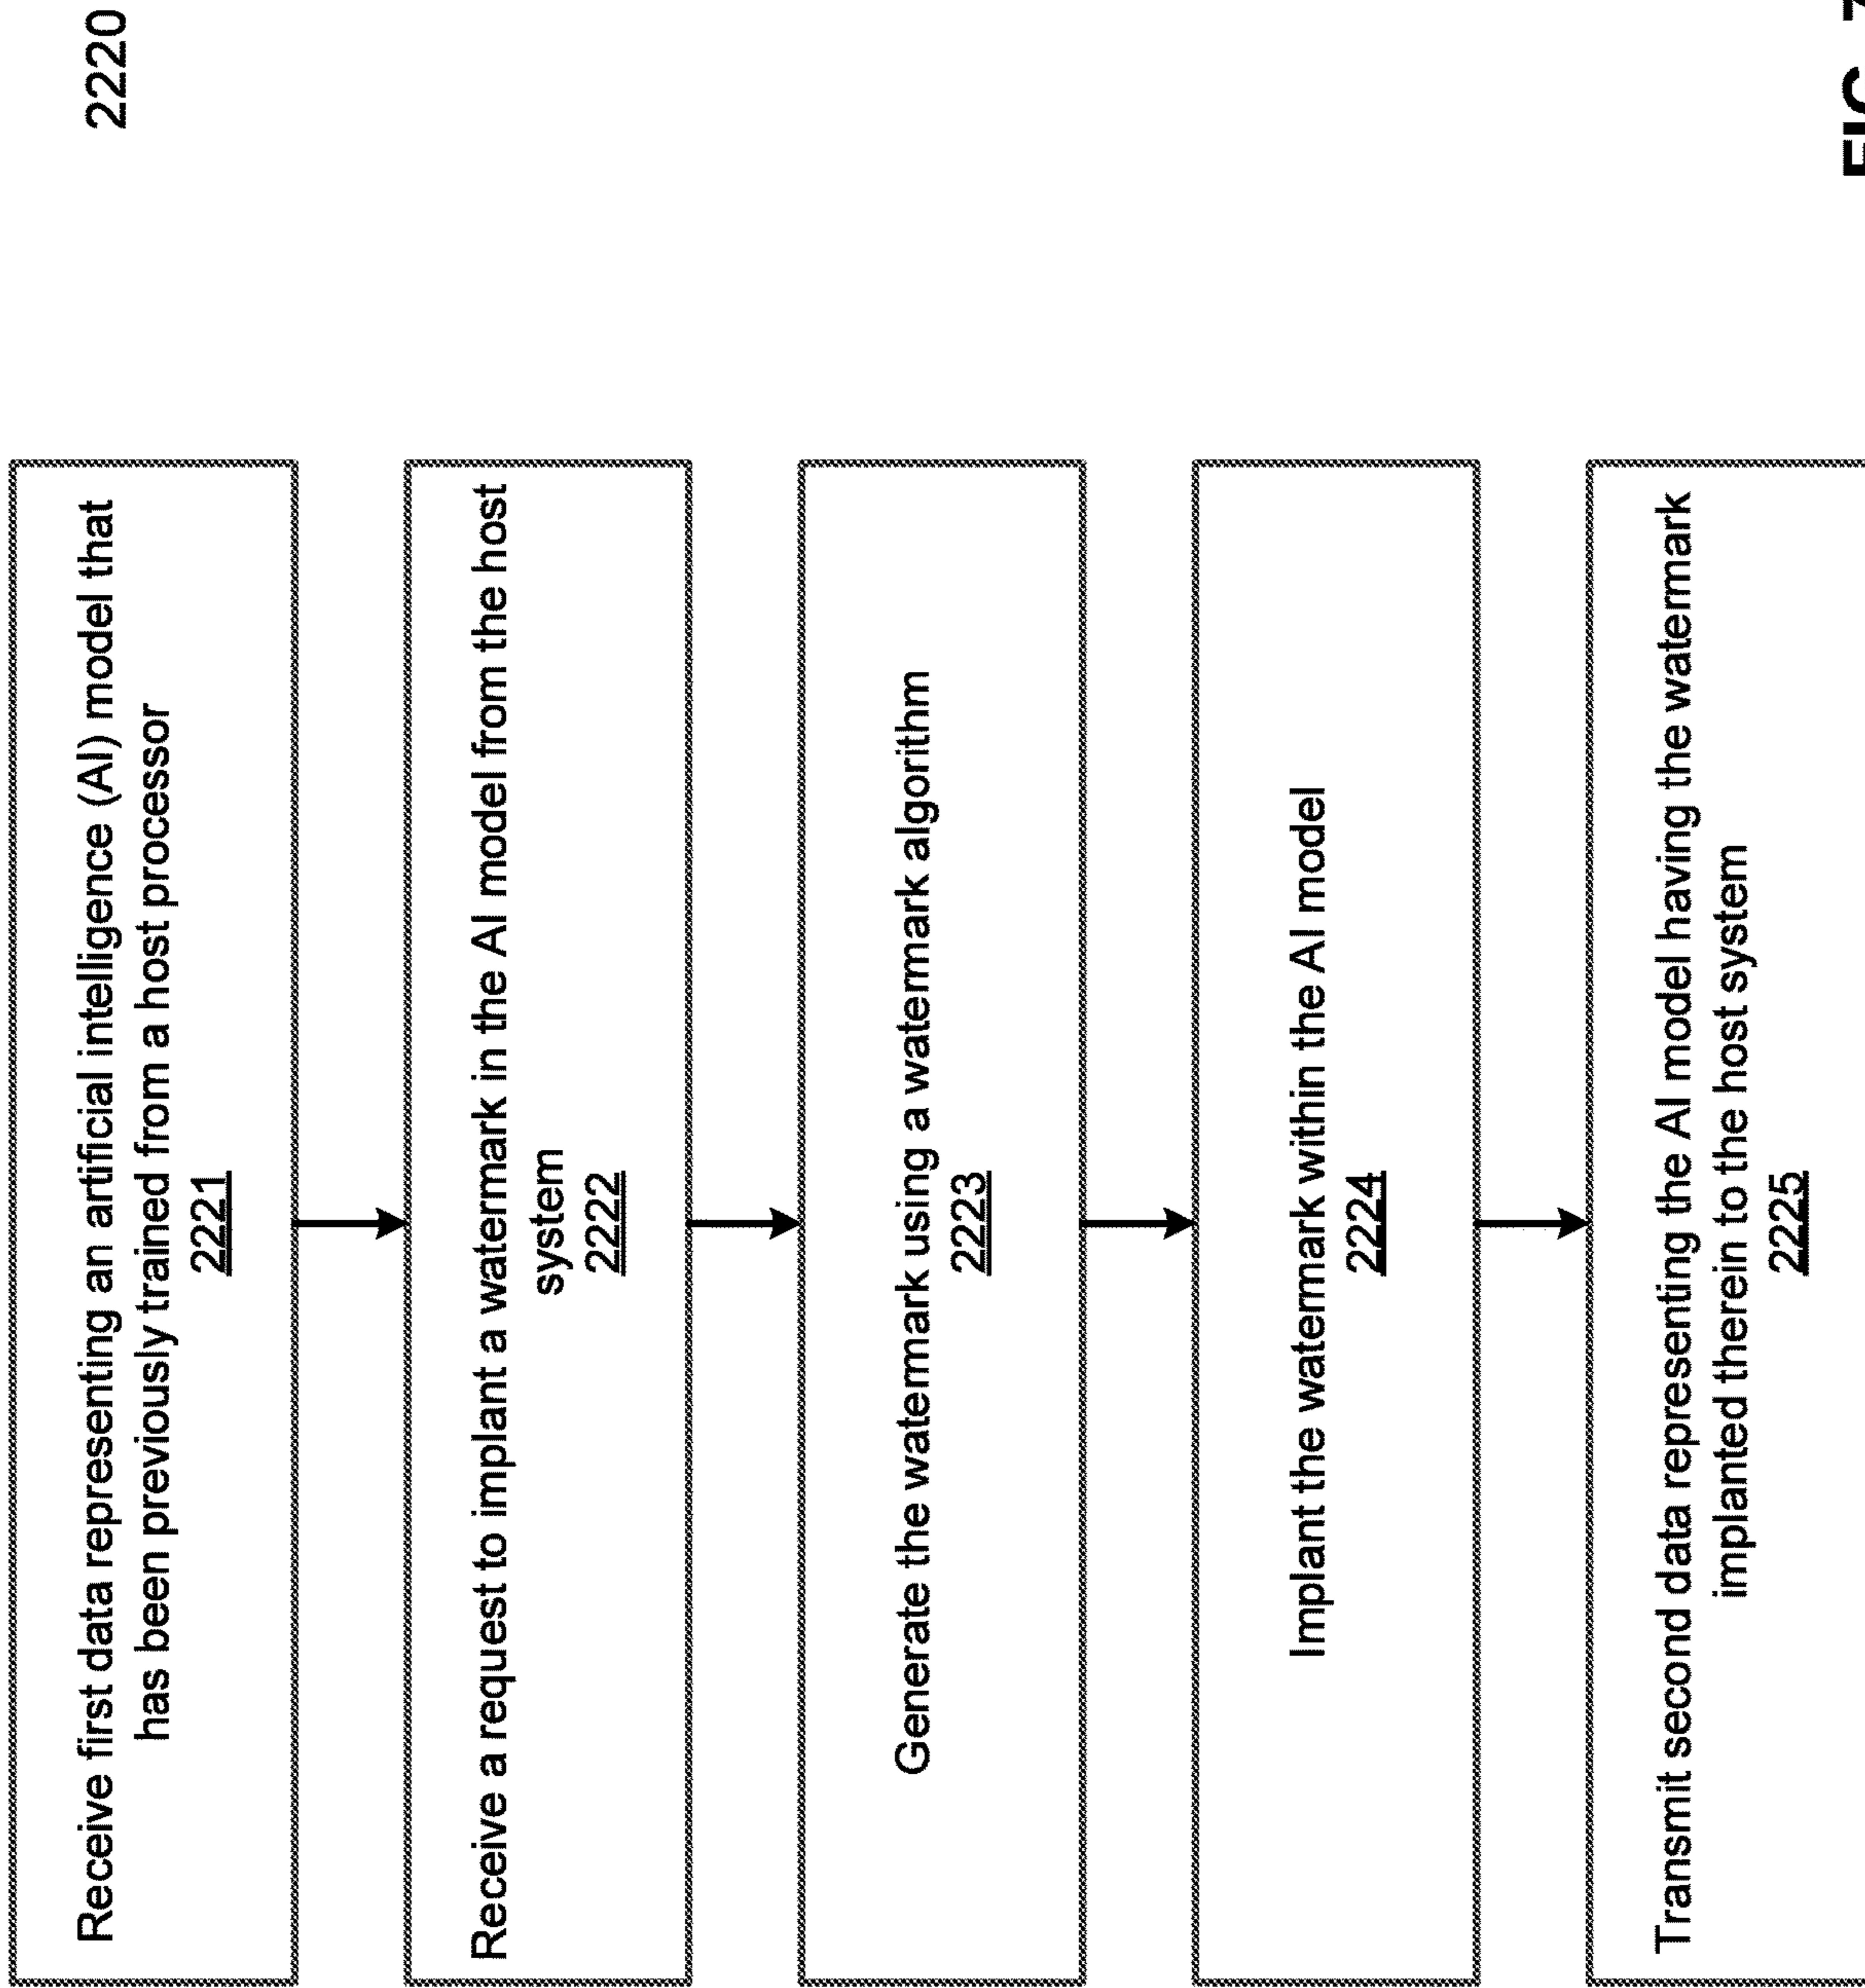 2220
Receive first data representing an artificial intelligence (AI) model that
has been previously trained from a host processor
2221
Receive a request to implant a watermark in the AI model from the host
system
2222
Generate the watermark using a watermark algorithm
2223
Implant the watermark within the AI model
2224
Transmit second data representing the AI model having the watermark
implanted therein to the host system
2225
FIG.